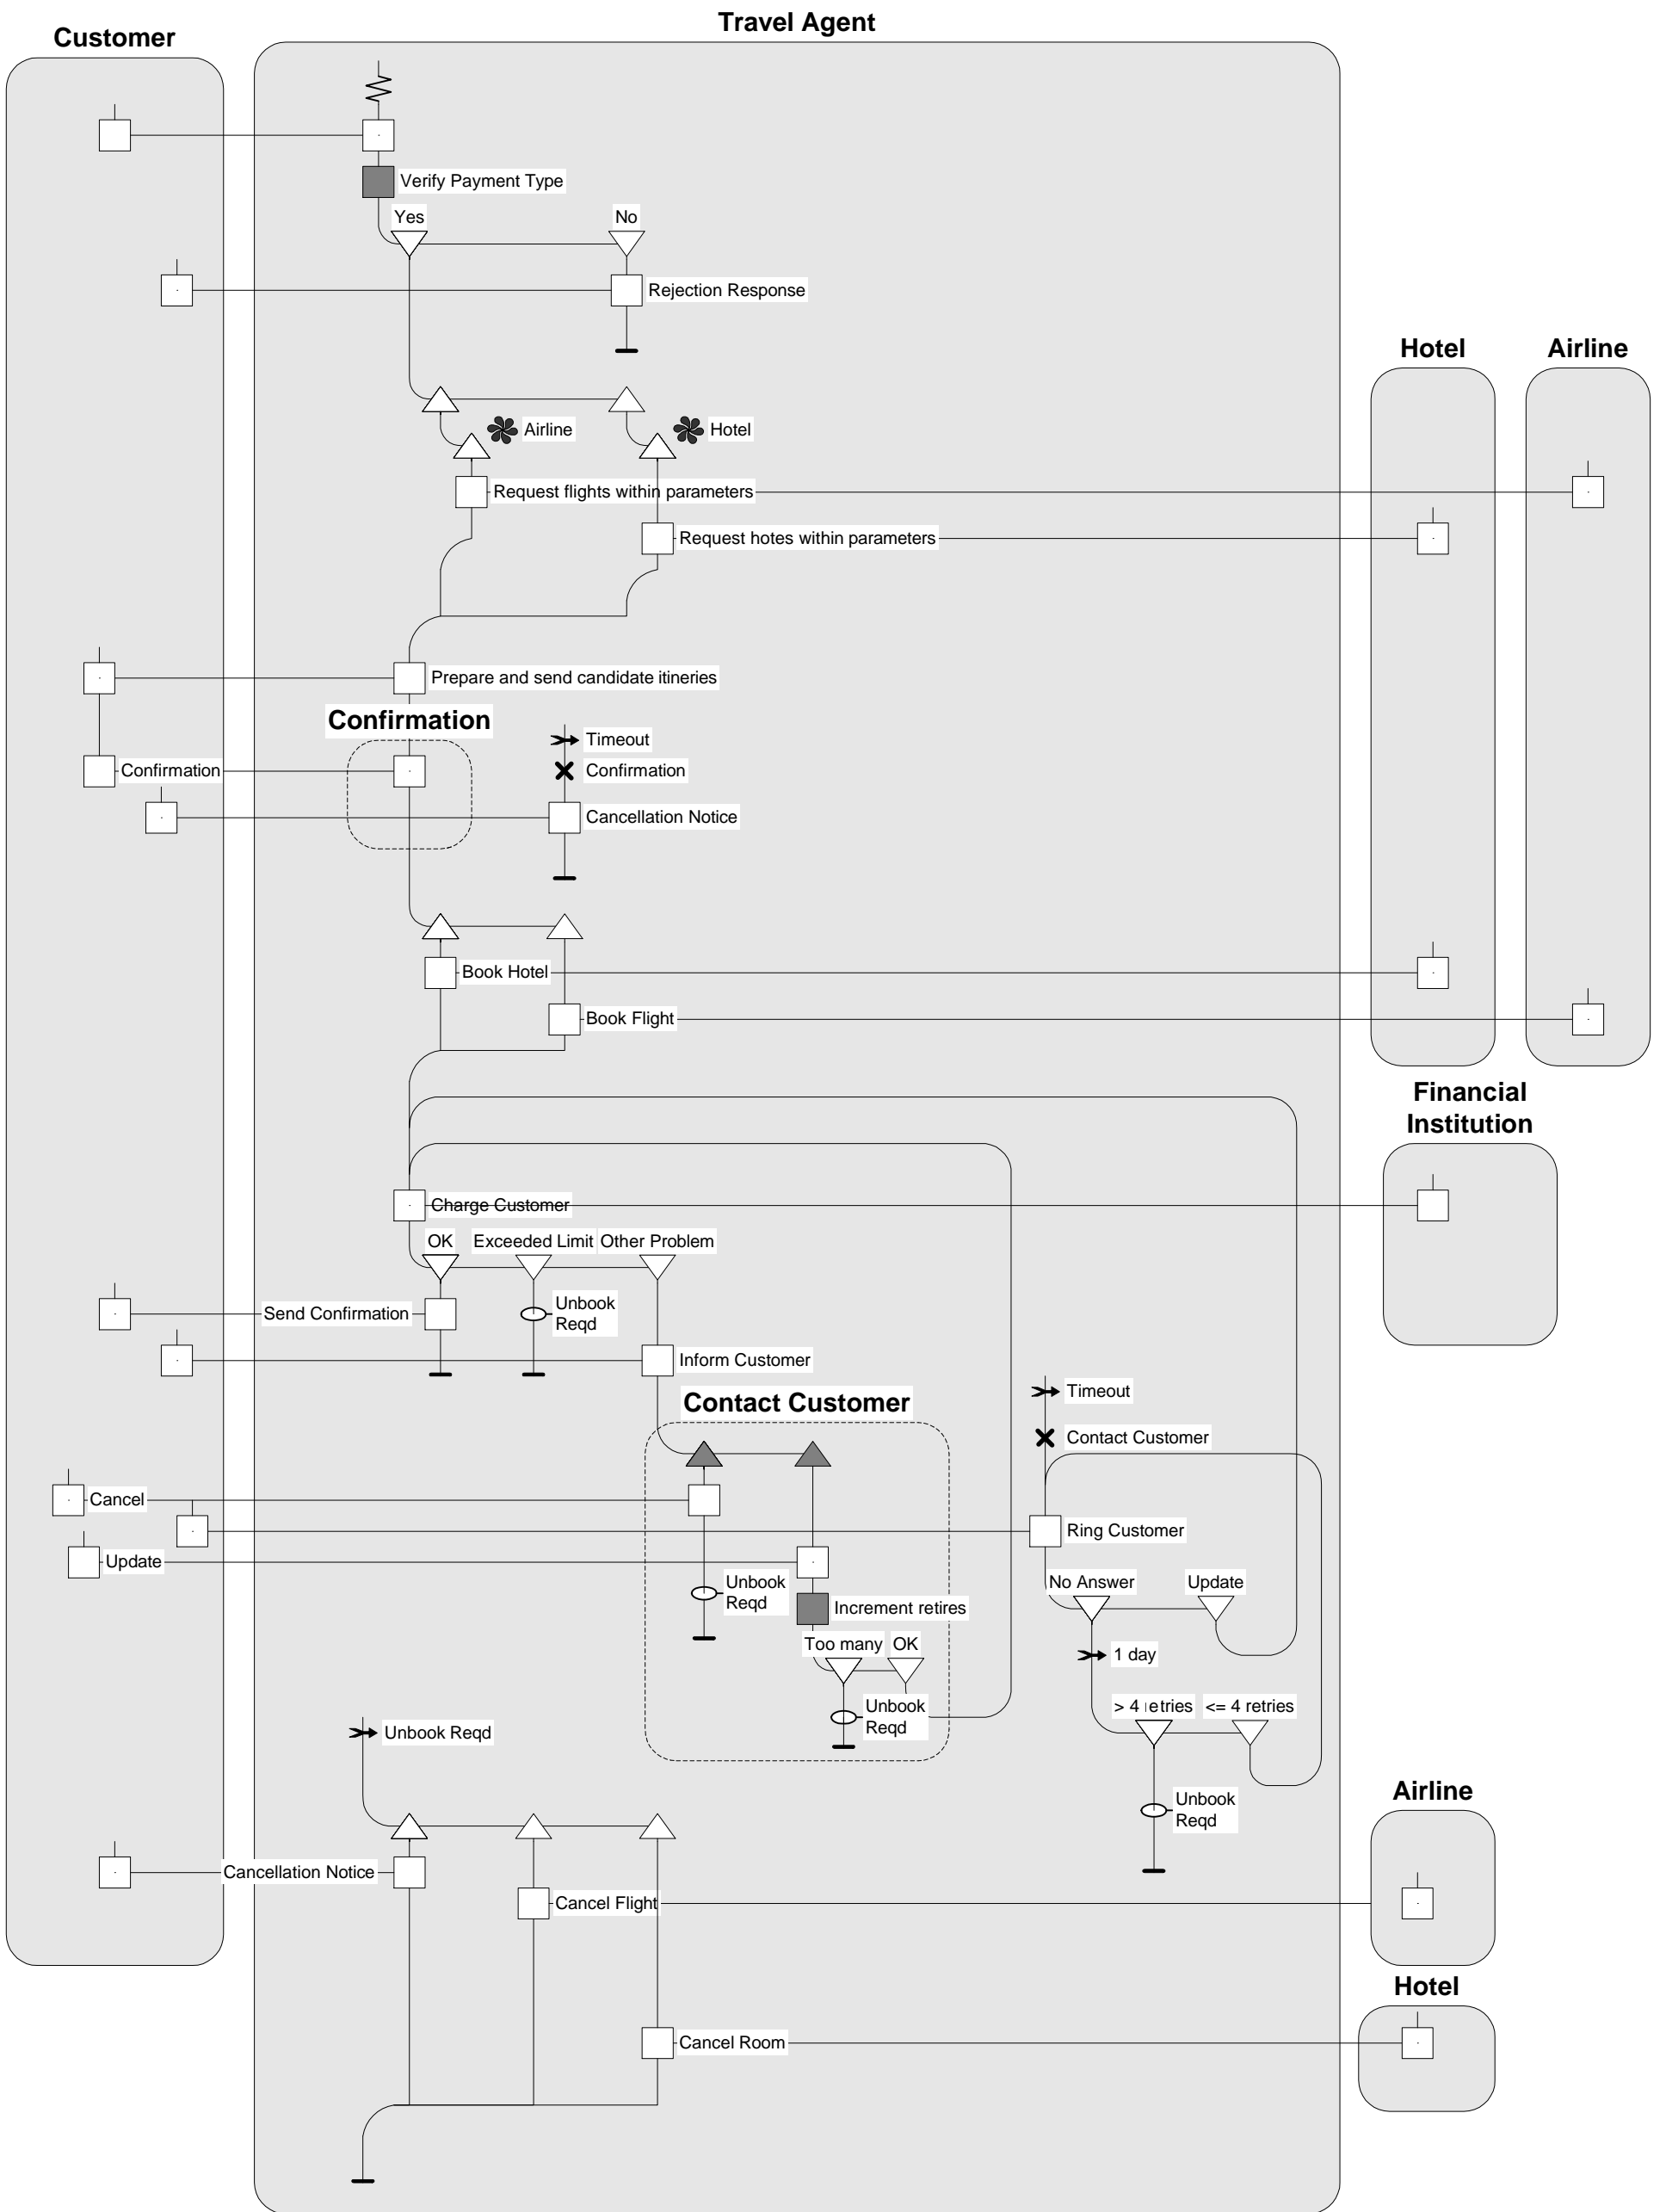 Travel Agent
Customer
Verify Payment Type
Yes
No
Rejection Response
Hotel
Airline
Airline
Hotel
Request flights within parameters
Request hotes within parameters
Prepare and send candidate itineries
Confirmation
Timeout
Confirmation
Confirmation
Cancellation Notice
Book Hotel
Book Flight
Financial
Institution
Charge Customer
OK
Exceeded Limit
Other Problem
Send Confirmation
Unbook
Reqd
Inform Customer
Contact Customer
Timeout
Contact Customer
Cancel
Ring Customer
Update
No Answer
Update
Unbook
Reqd
Increment retires
Too many
OK
1 day
Unbook
Reqd
> 4 retries
<= 4 retries
Unbook Reqd
Unbook
Reqd
Airline
Cancellation Notice
Cancel Flight
Hotel
Cancel Room